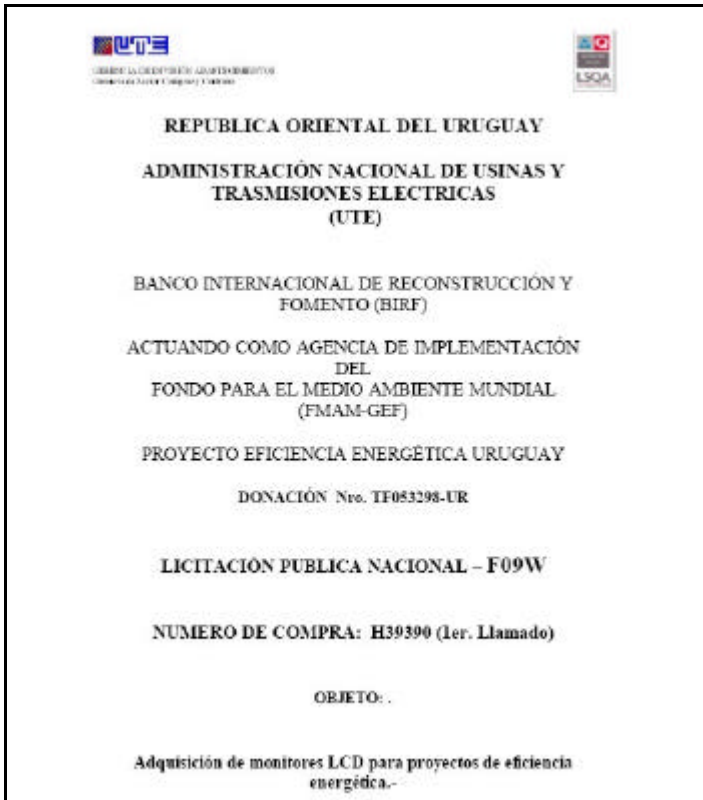 UTE
LSQA
REPUBLICA ORIENTAL DEL URUGUAY
ADMINISTRACIÓN NACIONAL DE USINAS Y
TRASMISIONES ELECTRICAS
(UTE)
BANCO INTERNACIONAL DE RECONSTRUCCIÓN Y
FOMENTO (BIRF)
ACTUANDO COMO AGENCIA DE IMPLEMENTACIÓN
DEL
FONDO PARA EL MEDIO AMBIENTE MUNDIAL
(FMAM-GEF)
PROYECTO EFICIENCIA ENERGÉTICA URUGUAY
DONACIÓN Nro. TF053298-UR
LICITACIÓN PUBLICA NACIONAL – F09W
NUMERO DE COMPRA: H39390 (1er. Llamado)
OBJETO: .
Adquisición de monitores LCD para proyectos de eficiencia
energética.-